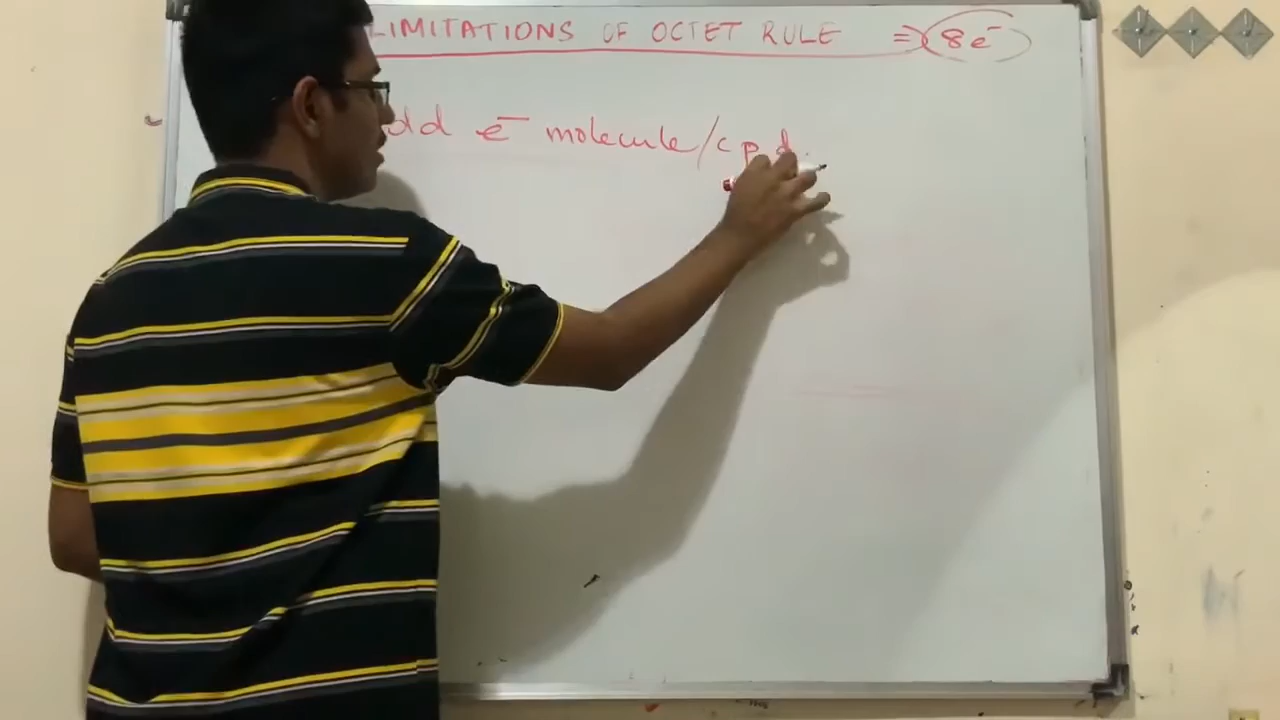 LIMITATIONS OF OCTET RULE ⇒ 8e⁻
dd e⁻ molecule/cpd.